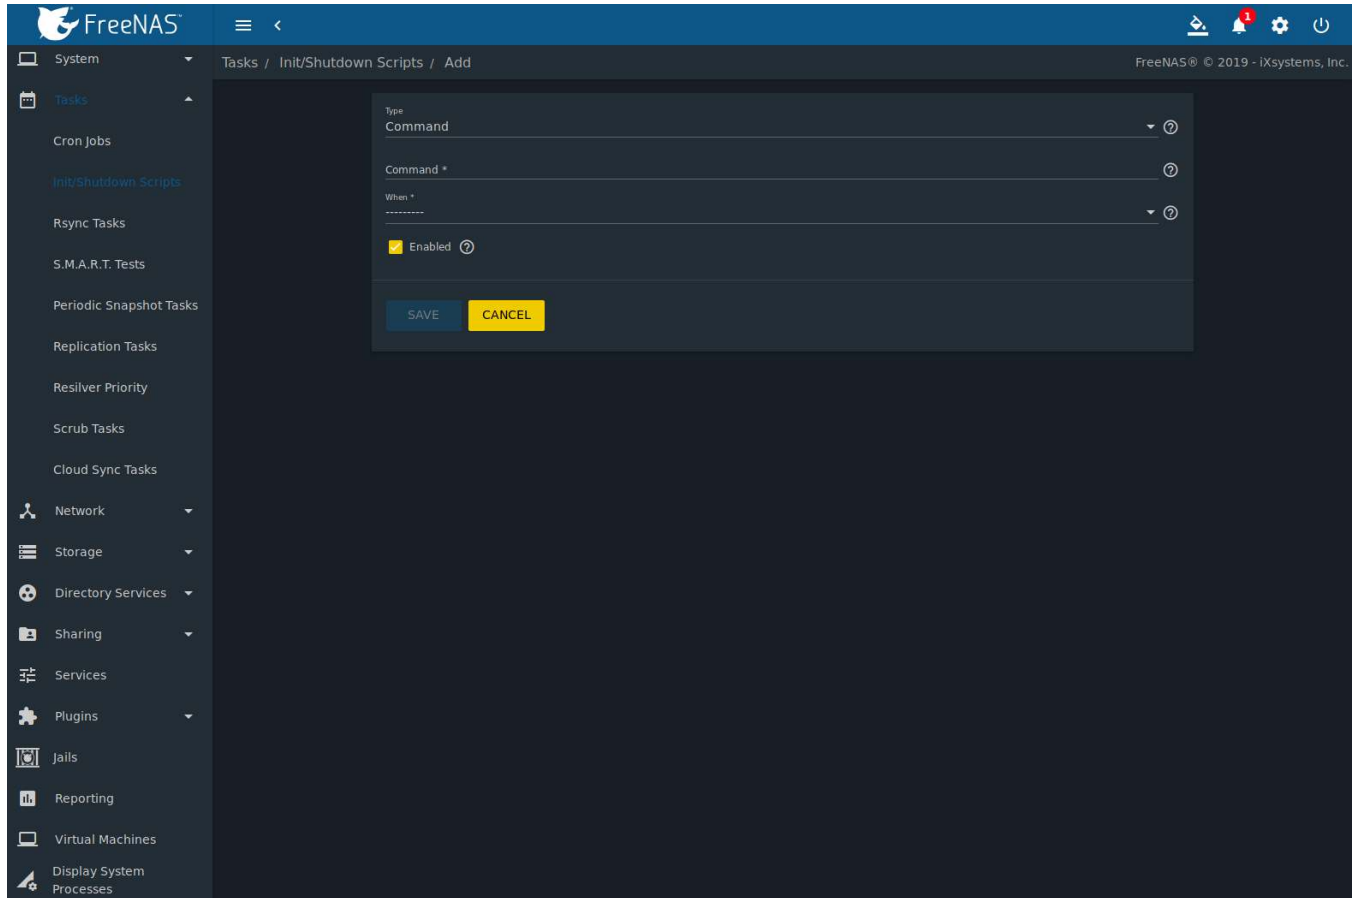 FreeNAS®
1
System
Tasks / Init/Shutdown Scripts / Add
FreeNAS® © 2019 - iXsystems, Inc.
Tasks
Cron Jobs
Init/Shutdown Scripts
Rsync Tasks
S.M.A.R.T. Tests
Periodic Snapshot Tasks
Replication Tasks
Resilver Priority
Scrub Tasks
Cloud Sync Tasks
Network
Storage
Directory Services
Sharing
Services
Plugins
Jails
Reporting
Virtual Machines
Display System
Processes
Type
Command
Command *
When *
---------
Enabled
SAVE
CANCEL